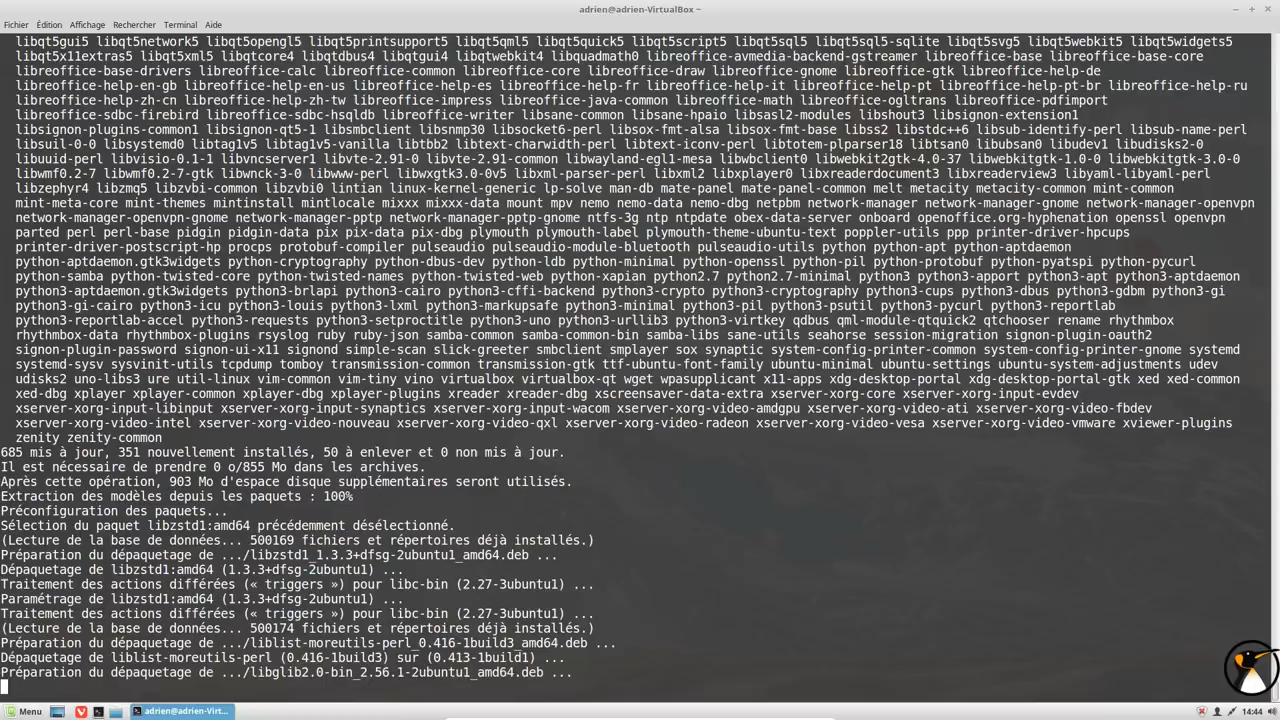 adrien@adrien-VirtualBox ~
Fichier Édition Affichage Rechercher Terminal Aide
libqt5gui5 libqt5network5 libqt5opengl5 libqt5printsupport5 libqt5qml5 libqt5quick5 libqt5script5 libqt5sql5 libqt5sql5-sqlite libqt5svg5 libqt5webkit5 libqt5widgets5
libqt5x11extras5 libqt5xml5 libqtcore4 libqtdbus4 libqtgui4 libqtwebkit4 libquadmath0 libreoffice-avmedia-backend-gstreamer libreoffice-base libreoffice-base-core
libreoffice-base-drivers libreoffice-calc libreoffice-common libreoffice-core libreoffice-draw libreoffice-gnome libreoffice-gtk libreoffice-help-de
libreoffice-help-en-gb libreoffice-help-en-us libreoffice-help-es libreoffice-help-fr libreoffice-help-it libreoffice-help-pt libreoffice-help-pt-br libreoffice-help-ru
libreoffice-help-zh-cn libreoffice-help-zh-tw libreoffice-impress libreoffice-java-common libreoffice-math libreoffice-ogltrans libreoffice-pdfimport
libreoffice-sdbc-firebird libreoffice-sdbc-hsqldb libreoffice-writer libsane-common libsane-hpaio libsasl2-modules libshout3 libsignon-extension1
libsignon-plugins-common1 libsignon-qt5-1 libsmbclient libsnmp30 libsocket6-perl libsox-fmt-alsa libsox-fmt-base libss2 libstdc++6 libsub-identify-perl libsub-name-perl
libsuil-0-0 libsystemd0 libtag1v5 libtag1v5-vanilla libtbb2 libtext-charwidth-perl libtext-iconv-perl libtotem-plparser18 libtsan0 libubsan0 libudev1 libudisks2-0
libuuid-perl libvisio-0.1-1 libvncserver1 libvte-2.91-0 libvte-2.91-common libwayland-egl1-mesa libwbclient0 libwebkit2gtk-4.0-37 libwebkitgtk-1.0-0 libwebkitgtk-3.0-0
libwmf0.2-7 libwmf0.2-7-gtk libwnck-3-0 libwww-perl libwxgtk3.0-0v5 libxml-parser-perl libxml2 libxplayer0 libxreaderdocument3 libxreaderview3 libyaml-libyaml-perl
libzephyr4 libzmq5 libzvbi-common libzvbi0 lintian linux-kernel-generic lp-solve man-db mate-panel mate-panel-common melt metacity metacity-common mint-common
mint-meta-core mint-themes mintinstall mintlocale mixxx mixxx-data mount mpv nemo nemo-data nemo-dbg netpbm network-manager network-manager-gnome network-manager-openvpn
network-manager-openvpn-gnome network-manager-pptp network-manager-pptp-gnome ntfs-3g ntp ntpdate obex-data-server onboard openoffice.org-hyphenation openssl openvpn
parted perl perl-base pidgin pidgin-data pix pix-data pix-dbg plymouth plymouth-label plymouth-theme-ubuntu-text poppler-utils ppp printer-driver-hpcups
printer-driver-postscript-hp procps protobuf-compiler pulseaudio pulseaudio-module-bluetooth pulseaudio-utils python python-apt python-aptdaemon
python-aptdaemon.gtk3widgets python-cryptography python-dbus-dev python-ldb python-minimal python-openssl python-pil python-protobuf python-pyatspi python-pycurl
python-samba python-twisted-core python-twisted-names python-twisted-web python-xapian python2.7 python2.7-minimal python3 python3-apport python3-apt python3-aptdaemon
python3-aptdaemon.gtk3widgets python3-brlapi python3-cairo python3-cffi-backend python3-crypto python3-cryptography python3-cups python3-dbus python3-gdbm python3-gi
python3-gi-cairo python3-icu python3-louis python3-lxml python3-markupsafe python3-minimal python3-pil python3-psutil python3-pycurl python3-reportlab
python3-reportlab-accel python3-requests python3-setproctitle python3-uno python3-urllib3 python3-virtkey qdbus qml-module-qtquick2 qtchooser rename rhythmbox
rhythmbox-data rhythmbox-plugins rsyslog ruby ruby-json samba-common samba-common-bin samba-libs sane-utils seahorse session-migration signon-plugin-oauth2
signon-plugin-password signon-ui-x11 signond simple-scan slick-greeter smbclient smplayer sox synaptic system-config-printer-common system-config-printer-gnome systemd
systemd-sysv sysvinit-utils tcpdump tomboy transmission-common transmission-gtk ttf-ubuntu-font-family ubuntu-minimal ubuntu-settings ubuntu-system-adjustments udev
udisks2 uno-libs3 ure util-linux vim-common vim-tiny vino virtualbox virtualbox-qt wget wpasupplicant x11-apps xdg-desktop-portal xdg-desktop-portal-gtk xed xed-common
xed-dbg xplayer xplayer-common xplayer-dbg xplayer-plugins xreader xreader-dbg xscreensaver-data-extra xserver-xorg-core xserver-xorg-input-evdev
xserver-xorg-input-libinput xserver-xorg-input-synaptics xserver-xorg-input-wacom xserver-xorg-video-amdgpu xserver-xorg-video-ati xserver-xorg-video-fbdev
xserver-xorg-video-intel xserver-xorg-video-nouveau xserver-xorg-video-qxl xserver-xorg-video-radeon xserver-xorg-video-vesa xserver-xorg-video-vmware xviewer-plugins
zenity zenity-common
685 mis à jour, 351 nouvellement installés, 50 à enlever et 0 non mis à jour.
Il est nécessaire de prendre 0 o/855 Mo dans les archives.
Après cette opération, 903 Mo d'espace disque supplémentaires seront utilisés.
Extraction des modèles depuis les paquets : 100%
Préconfiguration des paquets...
Sélection du paquet libzstd1:amd64 précédemment désélectionné.
(Lecture de la base de données... 500169 fichiers et répertoires déjà installés.)
Préparation du dépaquetage de .../libzstd1_1.3.3+dfsg-2ubuntu1_amd64.deb ...
Dépaquetage de libzstd1:amd64 (1.3.3+dfsg-2ubuntu1) ...
Traitement des actions différées (« triggers ») pour libc-bin (2.27-3ubuntu1) ...
Paramétrage de libzstd1:amd64 (1.3.3+dfsg-2ubuntu1) ...
Traitement des actions différées (« triggers ») pour libc-bin (2.27-3ubuntu1) ...
(Lecture de la base de données... 500174 fichiers et répertoires déjà installés.)
Préparation du dépaquetage de .../liblist-moreutils-perl_0.416-1build3_amd64.deb ...
Dépaquetage de liblist-moreutils-perl (0.416-1build3) sur (0.413-1build1) ...
Préparation du dépaquetage de .../libglib2.0-bin_2.56.1-2ubuntu1_amd64.deb ...
Menu adrien@adrien-Virt... 14:44